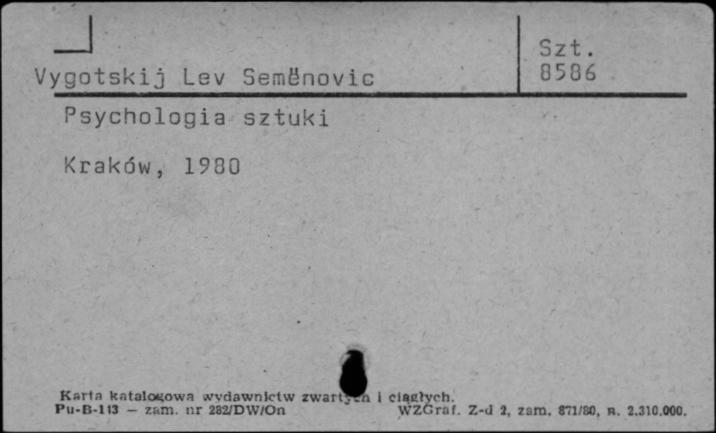 Szt.
Vygotskij Lev Semënovic 8586
Psychologia sztuki
Kraków, 1980
Karta katalogowa wydawnictw zwartych i ciągłych.
Pu-B-113 — zam. nr 282/DW/On WZGraf. Z-d 2, zam. 871/80, n. 2.310.000.